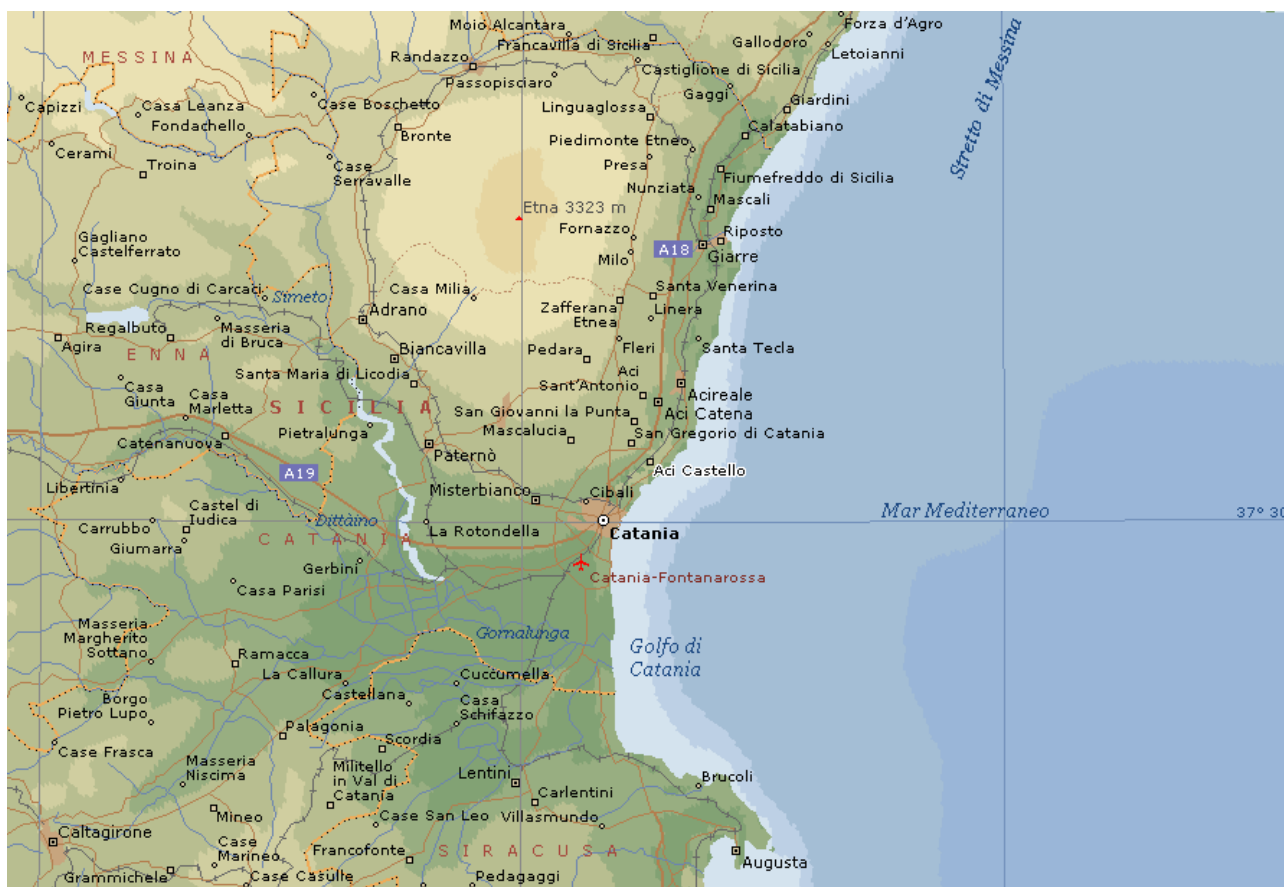 Forza d'Agro
Moio Alcantara
Gallodoro
Francavilla di Sicilia
Letoianni
MESSINA
Randazzo
Castiglione di Sicilia
Passopisciaro
Gaggi
Capizzi
Casa Leanza
Case Boschetto
Linguaglossa
Giardini
Fondachello
Bronte
Calatabiano
Piedimonte Etneo
Cerami
Troina
Case
Serravalle
Presa
Fiumefreddo di Sicilia
Nunziata
Mascali
Stretto di Messina
Etna 3323 m
Fornazzo
Riposto
Gagliano
Castelferrato
A18
Milo
Giarre
Case Cugno di Carcaci
Simeto
Casa Milia
Santa Venerina
Adrano
Zafferana
Etnea
Linera
Regalbuto
Masseria
di Bruca
Agira
ENNA
Biancavilla
Pedara
Fleri
Santa Tecla
Santa Maria di Licodia
Aci
Sant'Antonio
Casa
Giunta
Casa
Marletta
Acireale
SICILIA
San Giovanni la Punta
Aci Catena
Pietralunga
Mascalucia
San Gregorio di Catania
Catenanuova
Paternò
A19
Aci Castello
Libertinia
Misterbianco
Cibali
Castel di
Iudica
Carrubbo
Dittàino
La Rotondella
Mar Mediterraneo
37° 30
Giumarra
CATANIA
Catania
Gerbini
Catania-Fontanarossa
Casa Parisi
Masseria
Margherito
Sottano
Gornalunga
Golfo di
Catania
Ramacca
La Callura
Cuccumella
Castellana
Borgo
Pietro Lupo
Casa
Schifazzo
Palagonia
Case Frasca
Scordia
Masseria
Niscima
Militello
in Val di
Catania
Lentini
Brucoli
Carlentini
Mineo
Case San Leo
Villasmundo
Caltagirone
Case
Marineo
Francofonte
SIRACUSA
Augusta
Grammichele
Case Casulle
Pedagaggi